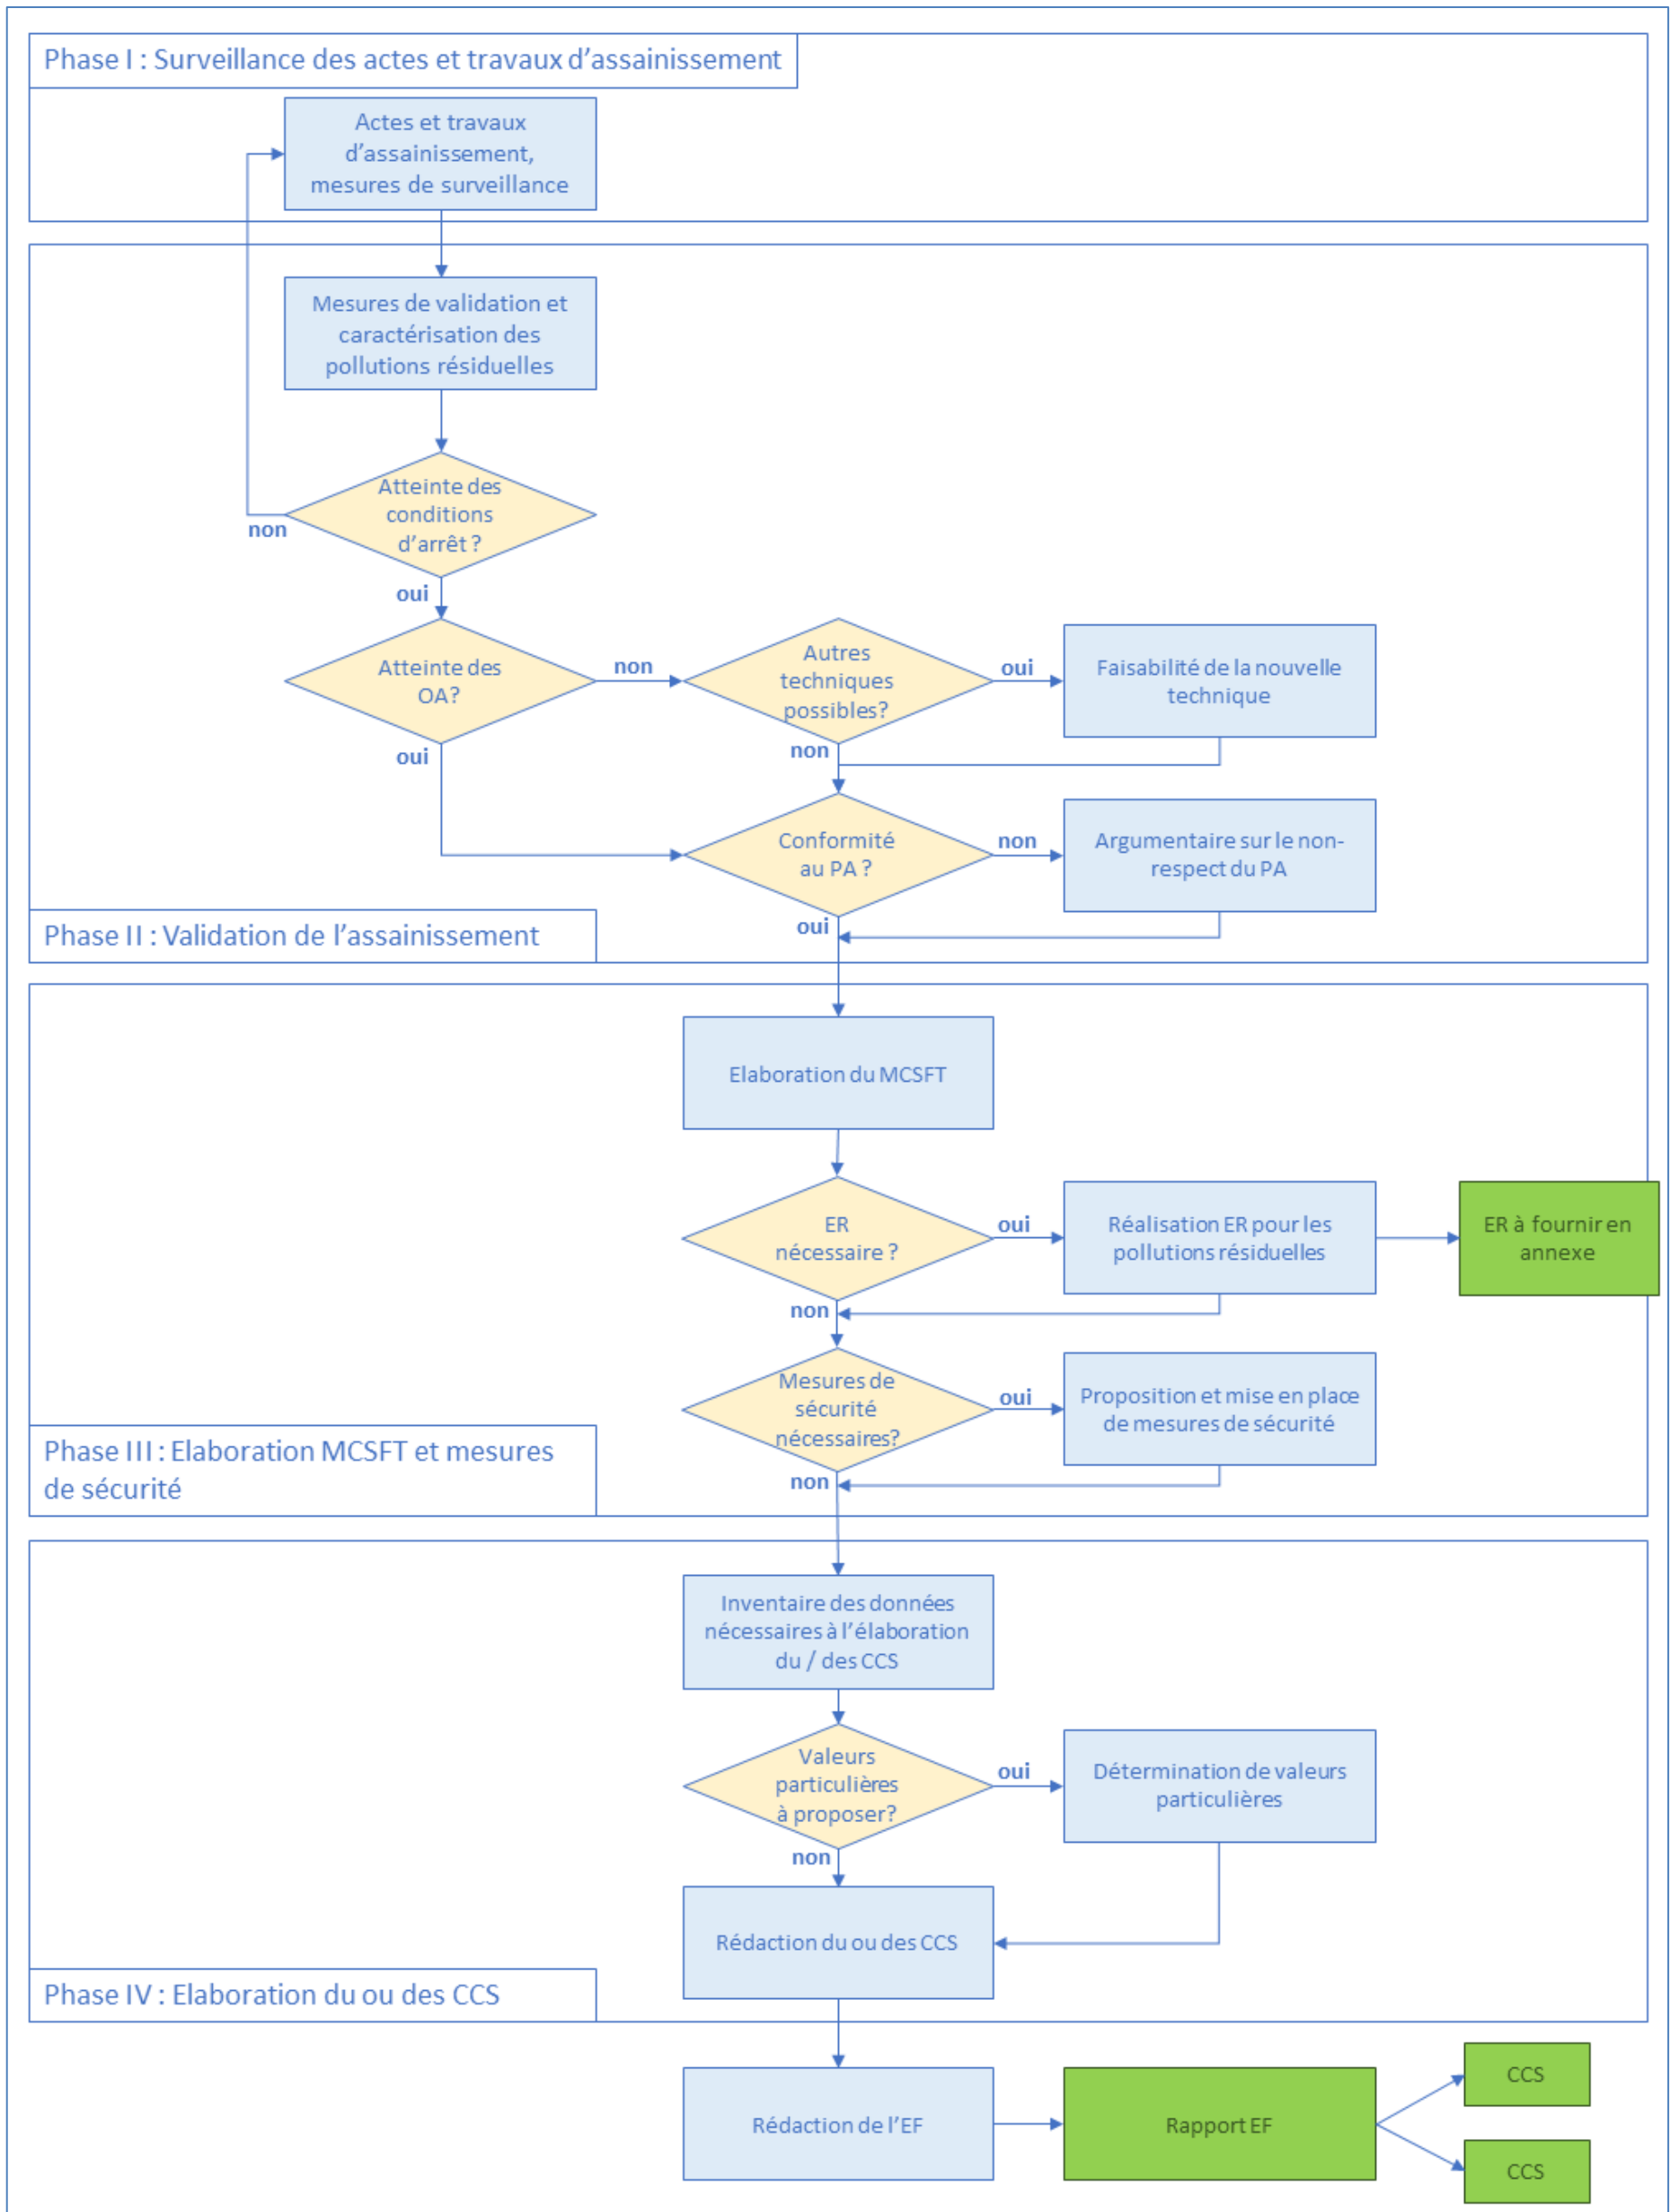 Phase I : Surveillance des actes et travaux d’assainissement
Actes et travaux
d’assainissement,
mesures de surveillance
Mesures de validation et
caractérisation des
pollutions résiduelles
Atteinte des
conditions
d’arrêt ?
non
oui
Atteinte des
OA?
non
Autres
techniques
possibles?
oui
Faisabilité de la nouvelle
technique
oui
non
Conformité
au PA ?
non
Argumentaire sur le non-
respect du PA
oui
Phase II : Validation de l’assainissement
Elaboration du MCSFT
ER
nécessaire ?
oui
Réalisation ER pour les
pollutions résiduelles
ER à fournir en
annexe
non
Mesures de
sécurité
nécessaires?
oui
Proposition et mise en place
de mesures de sécurité
non
Phase III : Elaboration MCSFT et mesures
de sécurité
Inventaire des données
nécessaires à l’élaboration
du / des CCS
Valeurs
particulières
à proposer?
oui
Détermination de valeurs
particulières
non
Rédaction du ou des CCS
Phase IV : Elaboration du ou des CCS
Rédaction de l’EF
Rapport EF
CCS
CCS